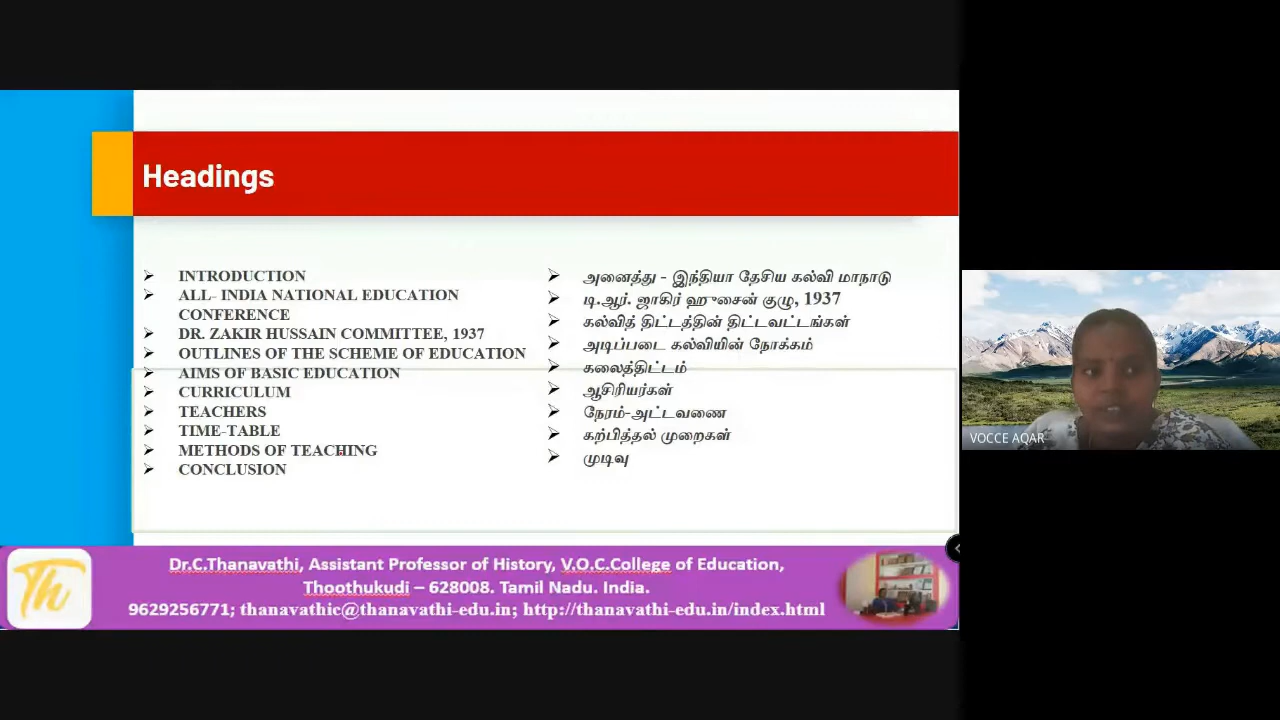 Headings
INTRODUCTION
ALL- INDIA NATIONAL EDUCATION
CONFERENCE
DR. ZAKIR HUSSAIN COMMITTEE, 1937
OUTLINES OF THE SCHEME OF EDUCATION
AIMS OF BASIC EDUCATION
CURRICULUM
TEACHERS
TIME-TABLE
METHODS OF TEACHING
CONCLUSION
அனைத்து - இந்தியா தேசிய கல்வி மாநாடு
டி.ஆர். ஜாகிர் ஹுசைன் குழு, 1937
கல்வித் திட்டத்தின் திட்டவட்டங்கள்
அடிப்படை கல்வியின் நோக்கம்
கலைத்திட்டம்
ஆசிரியர்கள்
நேரம்-அட்டவணை
கற்பித்தல் முறைகள்
முடிவு
VOCCE AQAR
Th
Dr.C.Thanavathi, Assistant Professor of History, V.O.C.College of Education,
Thoothukudi – 628008. Tamil Nadu. India.
9629256771; thanavathic@thanavathi-edu.in; http://thanavathi-edu.in/index.html